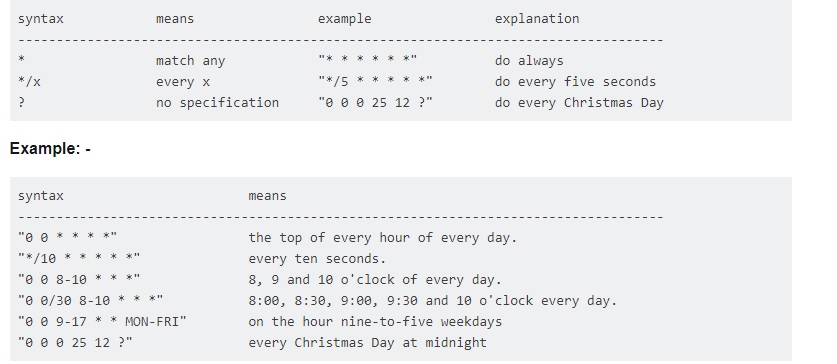 syntax means example explanation
------------------------------------------------------------------------------------
* match any "* * * * * *" do always
*/x every x "*/5 * * * * *" do every five seconds
? no specification "0 0 0 25 12 ?" do every Christmas Day
Example: -
syntax means
------------------------------------------------------------------------------------
"0 0 * * * *" the top of every hour of every day.
"*/10 * * * * *" every ten seconds.
"0 0 8-10 * * *" 8, 9 and 10 o'clock of every day.
"0 0/30 8-10 * * *" 8:00, 8:30, 9:00, 9:30 and 10 o'clock every day.
"0 0 9-17 * * MON-FRI" on the hour nine-to-five weekdays
"0 0 0 25 12 ?" every Christmas Day at midnight